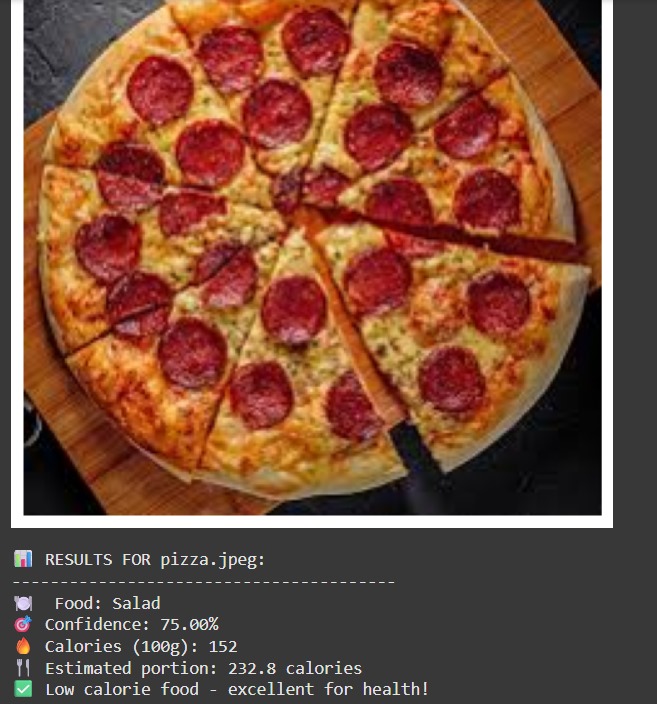 📊 RESULTS FOR pizza.jpeg:
----------------------------------------
🍽️ Food: Salad
🎯 Confidence: 75.00%
🔥 Calories (100g): 152
🍴 Estimated portion: 232.8 calories
✅ Low calorie food - excellent for health!